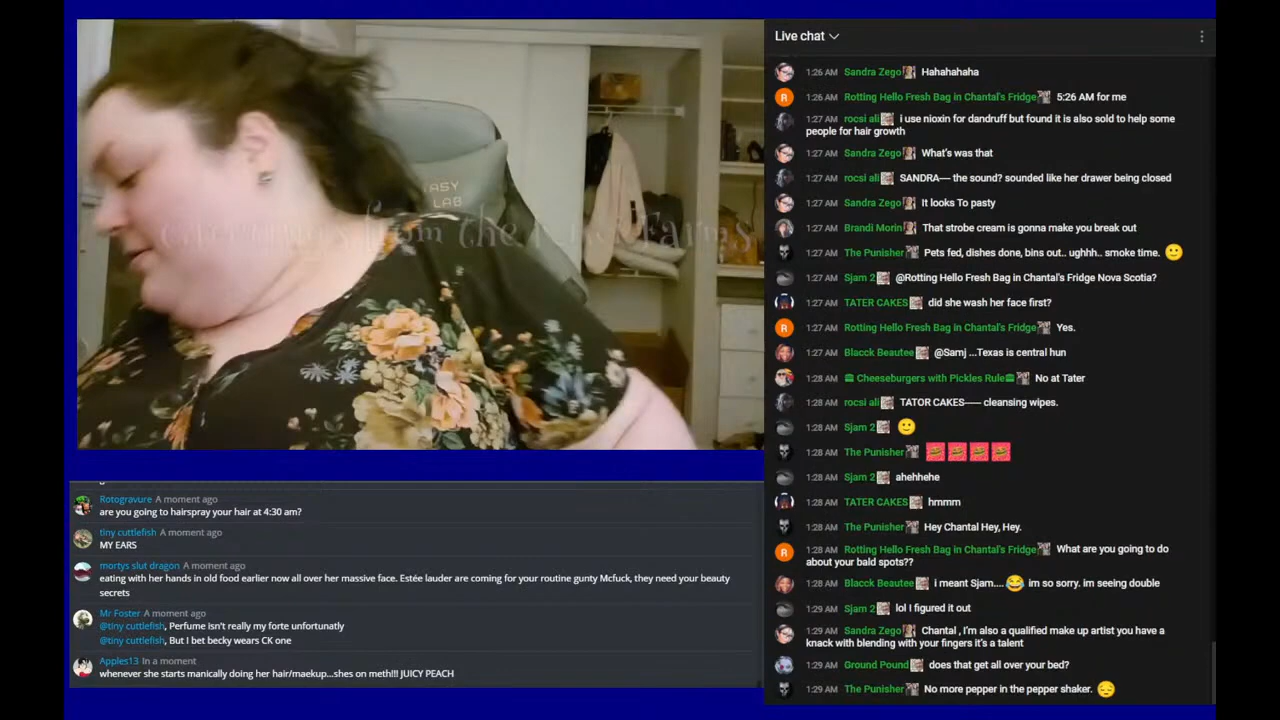 ASY
LAB
from the
Farms
Rotogravure A moment ago
are you going to hairspray your hair at 4:30 am?
tiny cuttlefish A moment ago
MY EARS
mortys slut dragon A moment ago
eating with her hands in old food earlier now all over her massive face. Estée lauder are coming for your routine gunty Mcfuck, they need your beauty
secrets
Mr Foster A moment ago
@tiny cuttlefish, Perfume isn't really my forte unfortunatly
@tiny cuttlefish, But I bet becky wears CK one
Apples13 In a moment
whenever she starts manically doing her hair/maekup...shes on meth!!! JUICY PEACH
Live chat
1:26 AM Sandra Zego Hahahahaha
R 1:26 AM Rotting Hello Fresh Bag in Chantal's Fridge 5:26 AM for me
1:27 AM rocsi ali i use nioxin for dandruff but found it is also sold to help some
people for hair growth
1:27 AM Sandra Zego What's was that
1:27 AM rocsi ali SANDRA— the sound? sounded like her drawer being closed
1:27 AM Sandra Zego It looks To pasty
1:27 AM Brandi Morin That strobe cream is gonna make you break out
1:27 AM The Punisher Pets fed, dishes done, bins out.. ughhh.. smoke time. 🙂
1:27 AM Sjam 2 @Rotting Hello Fresh Bag in Chantal's Fridge Nova Scotia?
1:27 AM TATER CAKES did she wash her face first?
R 1:27 AM Rotting Hello Fresh Bag in Chantal's Fridge Yes.
1:27 AM Blacck Beautee @Samj ...Texas is central hun
1:28 AM 🍔 Cheeseburgers with Pickles Rule🍔 No at Tater
1:28 AM rocsi ali TATOR CAKES—– cleansing wipes.
1:28 AM Sjam 2 🙂
1:28 AM The Punisher
1:28 AM Sjam 2 ahehhehe
1:28 AM TATER CAKES hmmm
1:28 AM The Punisher Hey Chantal Hey, Hey.
R 1:28 AM Rotting Hello Fresh Bag in Chantal's Fridge What are you going to do
about your bald spots??
1:28 AM Blacck Beautee i meant Sjam.... 😂 im so sorry. im seeing double
1:29 AM Sjam 2 lol I figured it out
1:29 AM Sandra Zego Chantal , I'm also a qualified make up artist you have a
knack with blending with your fingers it's a talent
1:29 AM Ground Pound does that get all over your bed?
1:29 AM The Punisher No more pepper in the pepper shaker. 😔